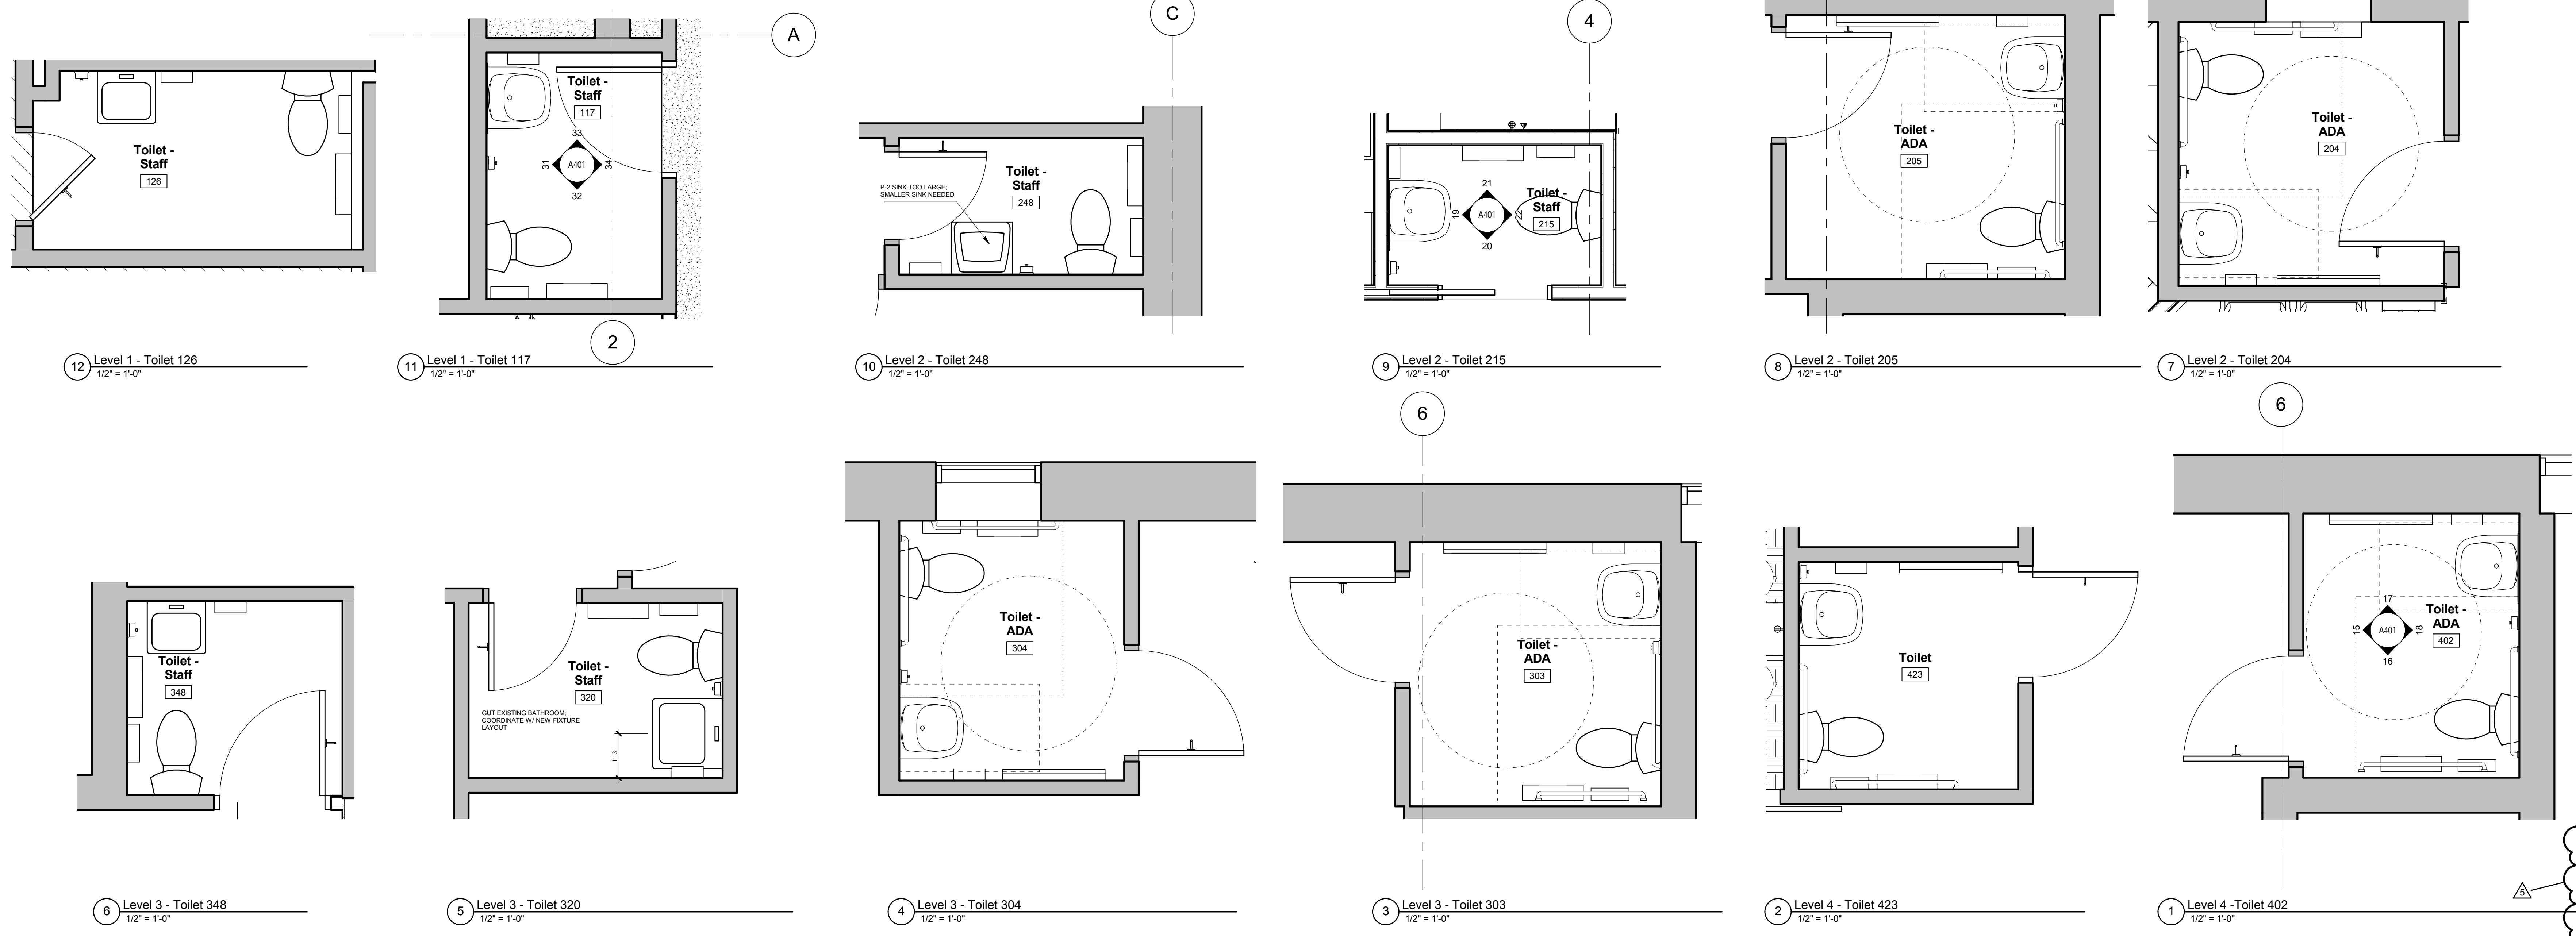 A
C
4
Toilet -
Staff
126
Toilet -
Staff
117
33
31
A401
34
32
2
P-2 SINK TOO LARGE;
SMALLER SINK NEEDED
Toilet -
Staff
248
21
19
A401
22
20
Toilet -
Staff
215
Toilet -
ADA
205
Toilet -
ADA
204
12
Level 1 - Toilet 126
1/2" = 1'-0"
11
Level 1 - Toilet 117
1/2" = 1'-0"
10
Level 2 - Toilet 248
1/2" = 1'-0"
9
Level 2 - Toilet 215
1/2" = 1'-0"
8
Level 2 - Toilet 205
1/2" = 1'-0"
7
Level 2 - Toilet 204
1/2" = 1'-0"
6
6
Toilet -
Staff
348
Toilet -
Staff
320
GUT EXISTING BATHROOM;
COORDINATE W/ NEW FIXTURE
LAYOUT
1' - 3"
Toilet -
ADA
304
Toilet -
ADA
303
Toilet
423
17
15
A401
18
16
Toilet -
ADA
402
5
6
Level 3 - Toilet 348
1/2" = 1'-0"
5
Level 3 - Toilet 320
1/2" = 1'-0"
4
Level 3 - Toilet 304
1/2" = 1'-0"
3
Level 3 - Toilet 303
1/2" = 1'-0"
2
Level 4 - Toilet 423
1/2" = 1'-0"
1
Level 4 -Toilet 402
1/2" = 1'-0"